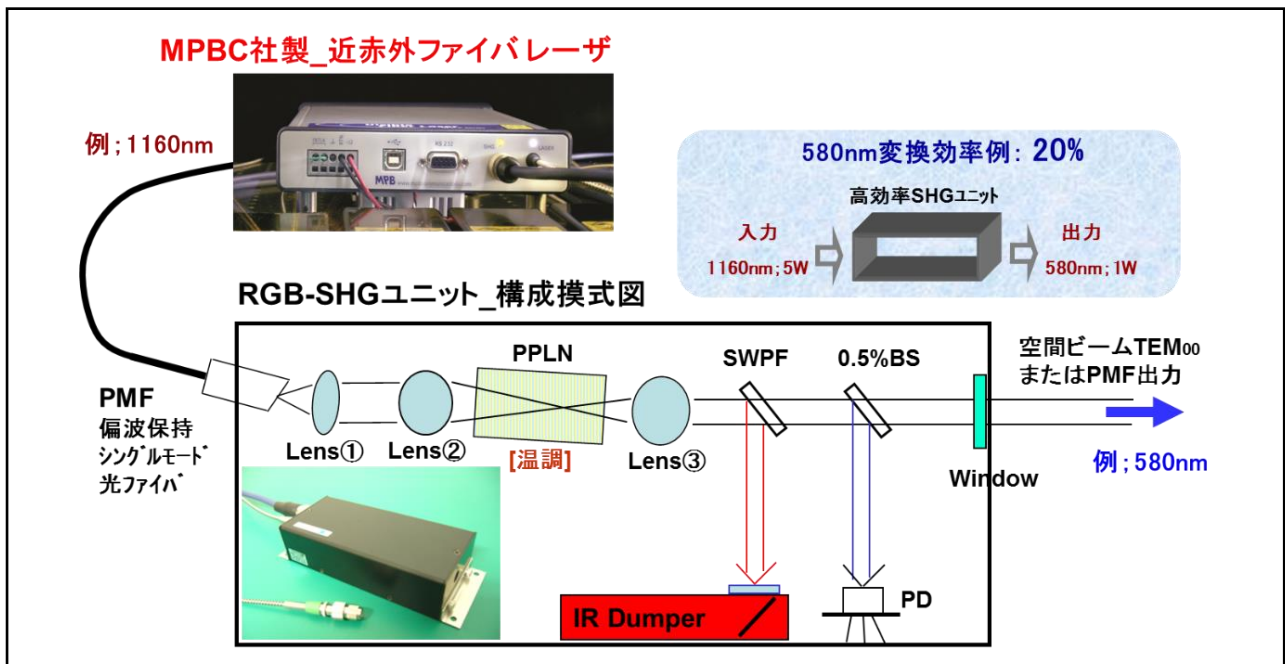 MPBC社製_近赤外ファイバレーザ
例；1160nm
MPB
RS 232
LASER
580nm変換効率例：20%
高効率SHGユニット
入力
出力
1160nm；5W
580nm；1W
RGB-SHGユニット_構成摸式図
PPLN
SWPF
0.5%BS
空間ビームTEM₀₀
またはPMF出力
PMF
偏波保持
シングルモード
光ファイバ
Lens①
Lens②
[温調]
Lens③
Window
例；580nm
IR Dumper
PD